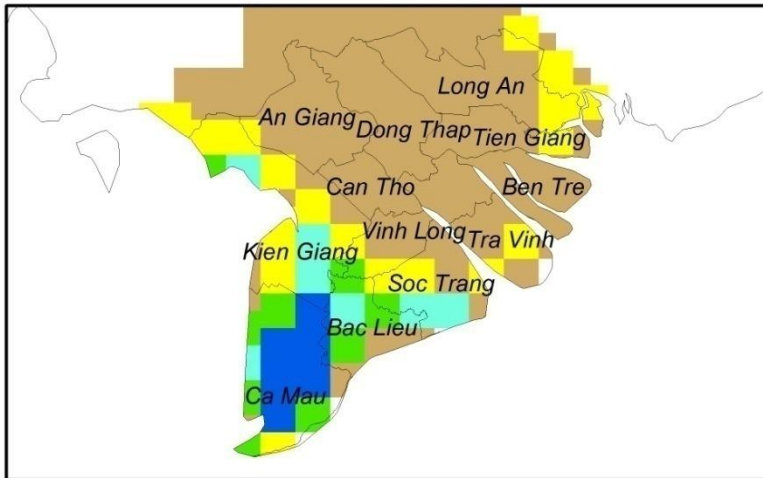 Long An
An Giang
Dong Thap
Tien Giang
Can Tho
Ben Tre
Vinh Long
Tra Vinh
Kien Giang
Soc Trang
Bac Lieu
Ca Mau